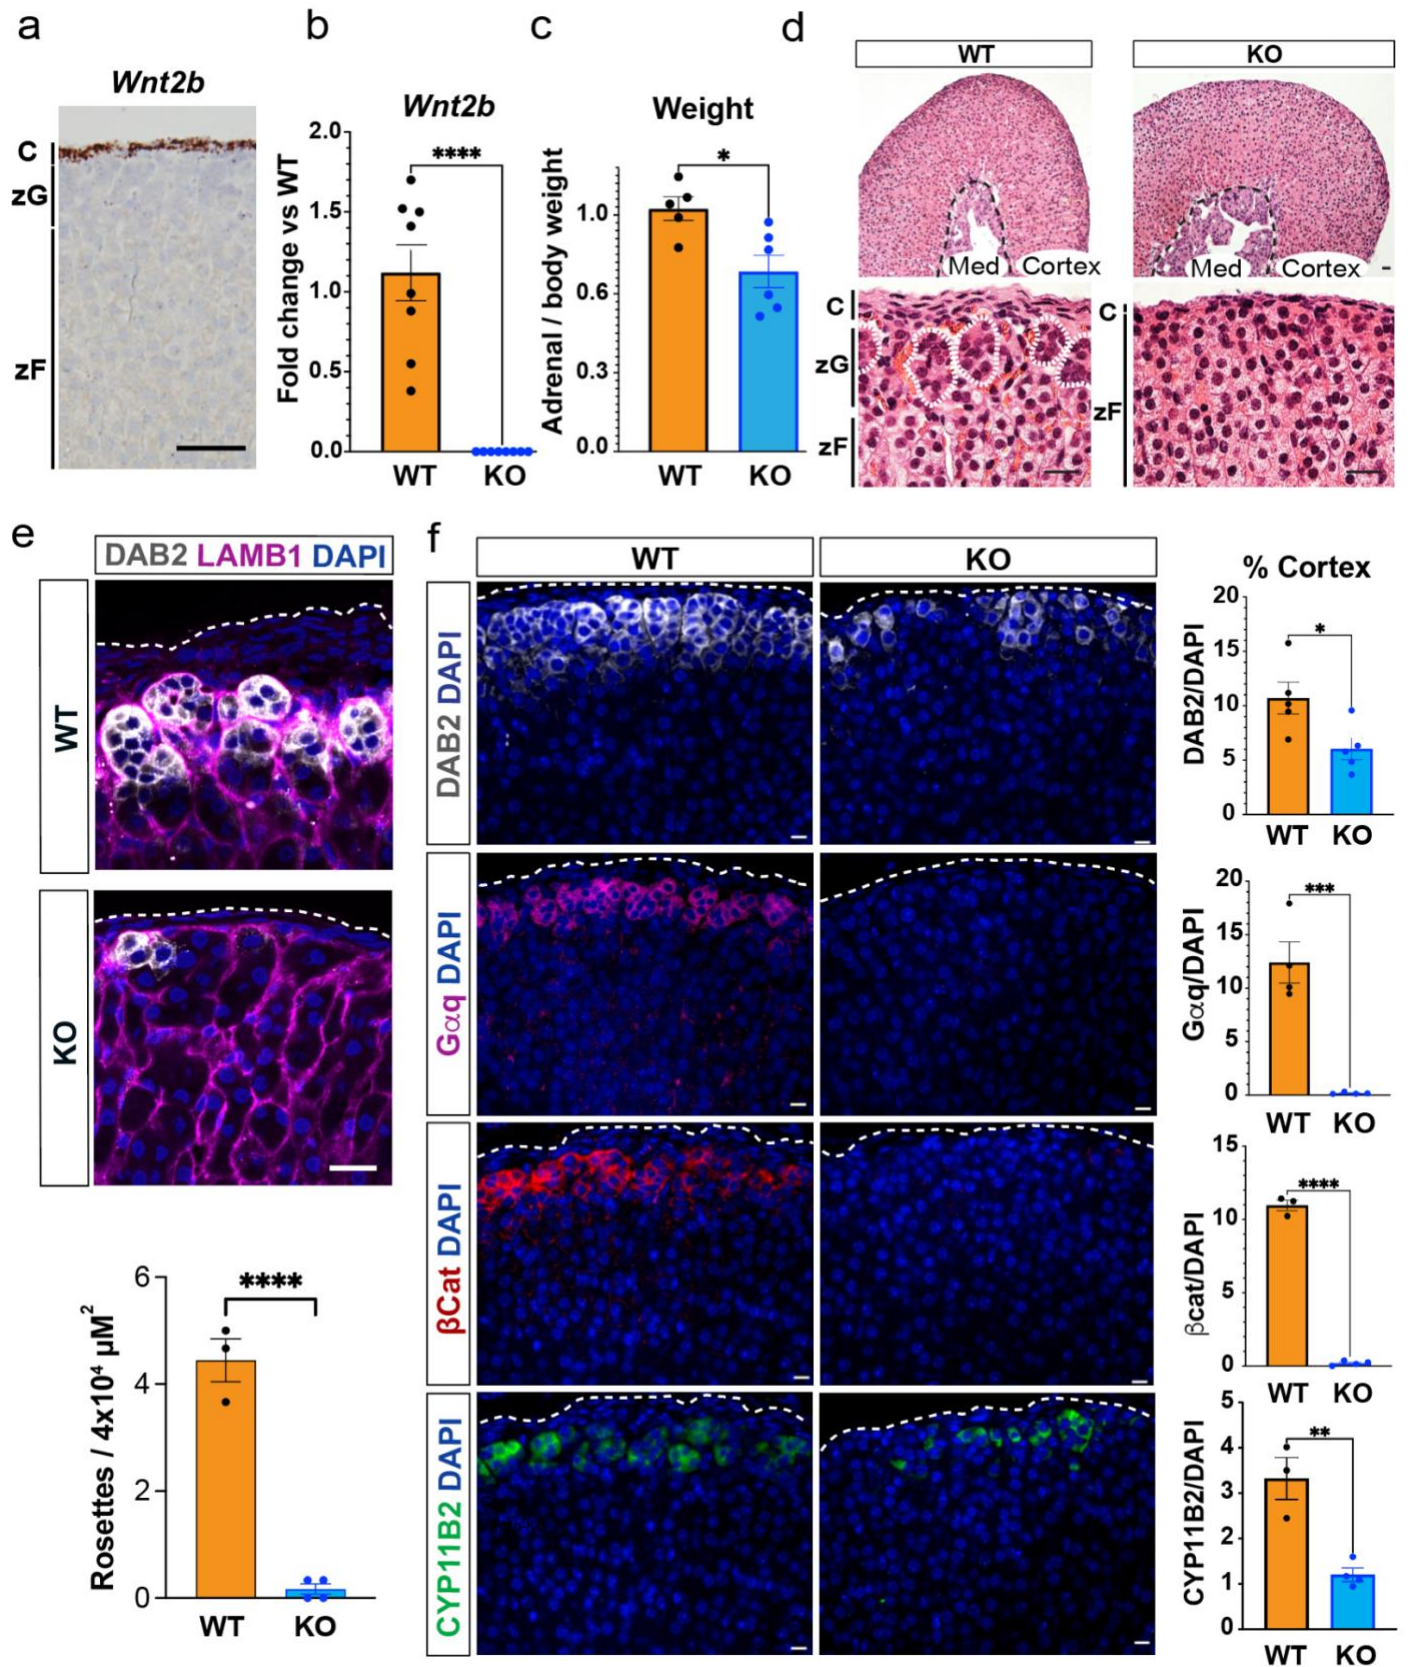 a
Wnt2b
C
zG
zF
b
Wnt2b
Fold change vs WT
2.0
1.5
1.0
0.5
0.0
****
WT KO
c
Weight
Adrenal / body weight
1.0
0.6
0.3
0.0
*
WT KO
d
WT KO
Med Cortex
Med Cortex
C
zG
zF
C
zF
e
DAB2 LAMB1 DAPI
WT
KO
Rosettes / 4x10⁴ µM²
6
4
2
0
****
WT KO
f
WT KO
% Cortex
DAB2 DAPI
DAB2/DAPI
20
15
10
5
0
*
WT KO
Gαq DAPI
Gαq/DAPI
20
15
10
5
0
***
WT KO
βCat DAPI
βcat/DAPI
15
10
5
0
****
WT KO
CYP11B2 DAPI
CYP11B2/DAPI
5
4
3
2
1
0
**
WT KO